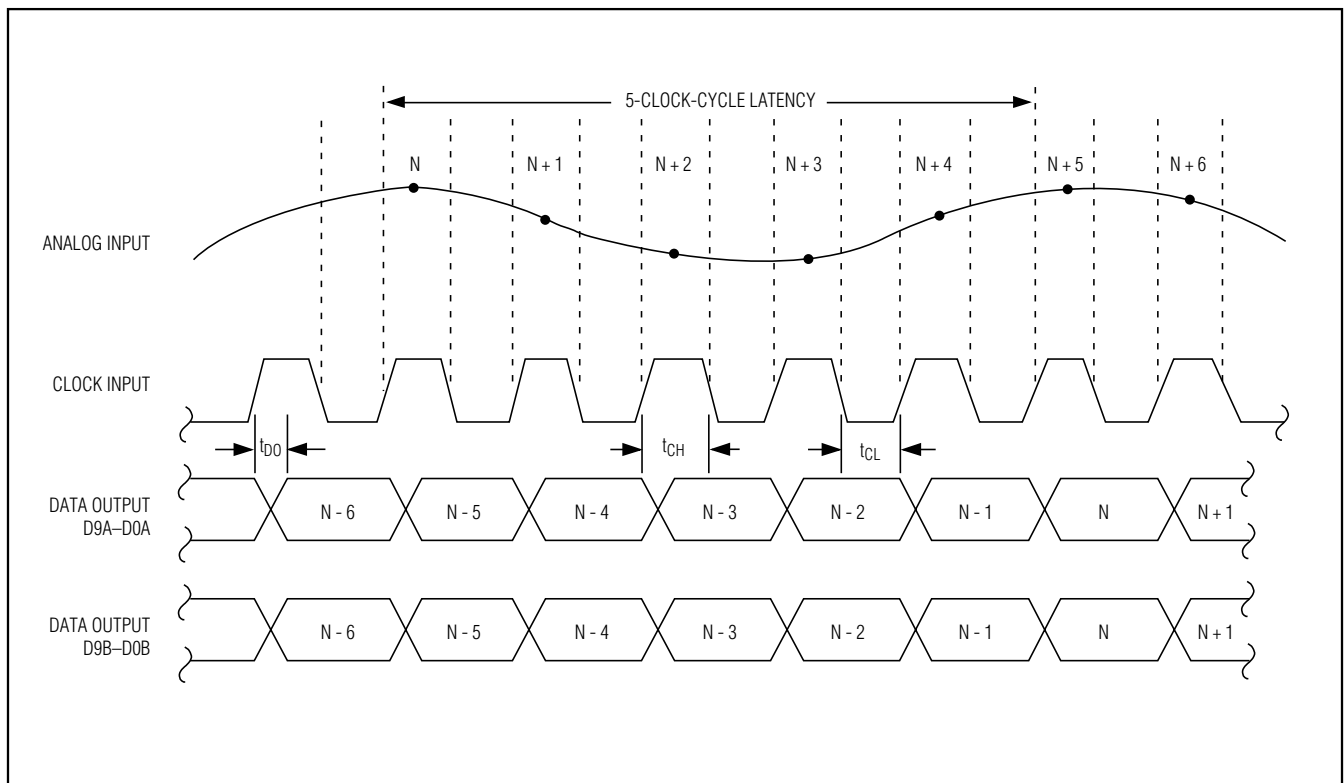 5-CLOCK-CYCLE LATENCY
N N + 1 N + 2 N + 3 N + 4 N + 5 N + 6
ANALOG INPUT
CLOCK INPUT
tDO tCH tCL
DATA OUTPUT
D9A–D0A
N - 6 N - 5 N - 4 N - 3 N - 2 N - 1 N N + 1
DATA OUTPUT
D9B–D0B
N - 6 N - 5 N - 4 N - 3 N - 2 N - 1 N N + 1